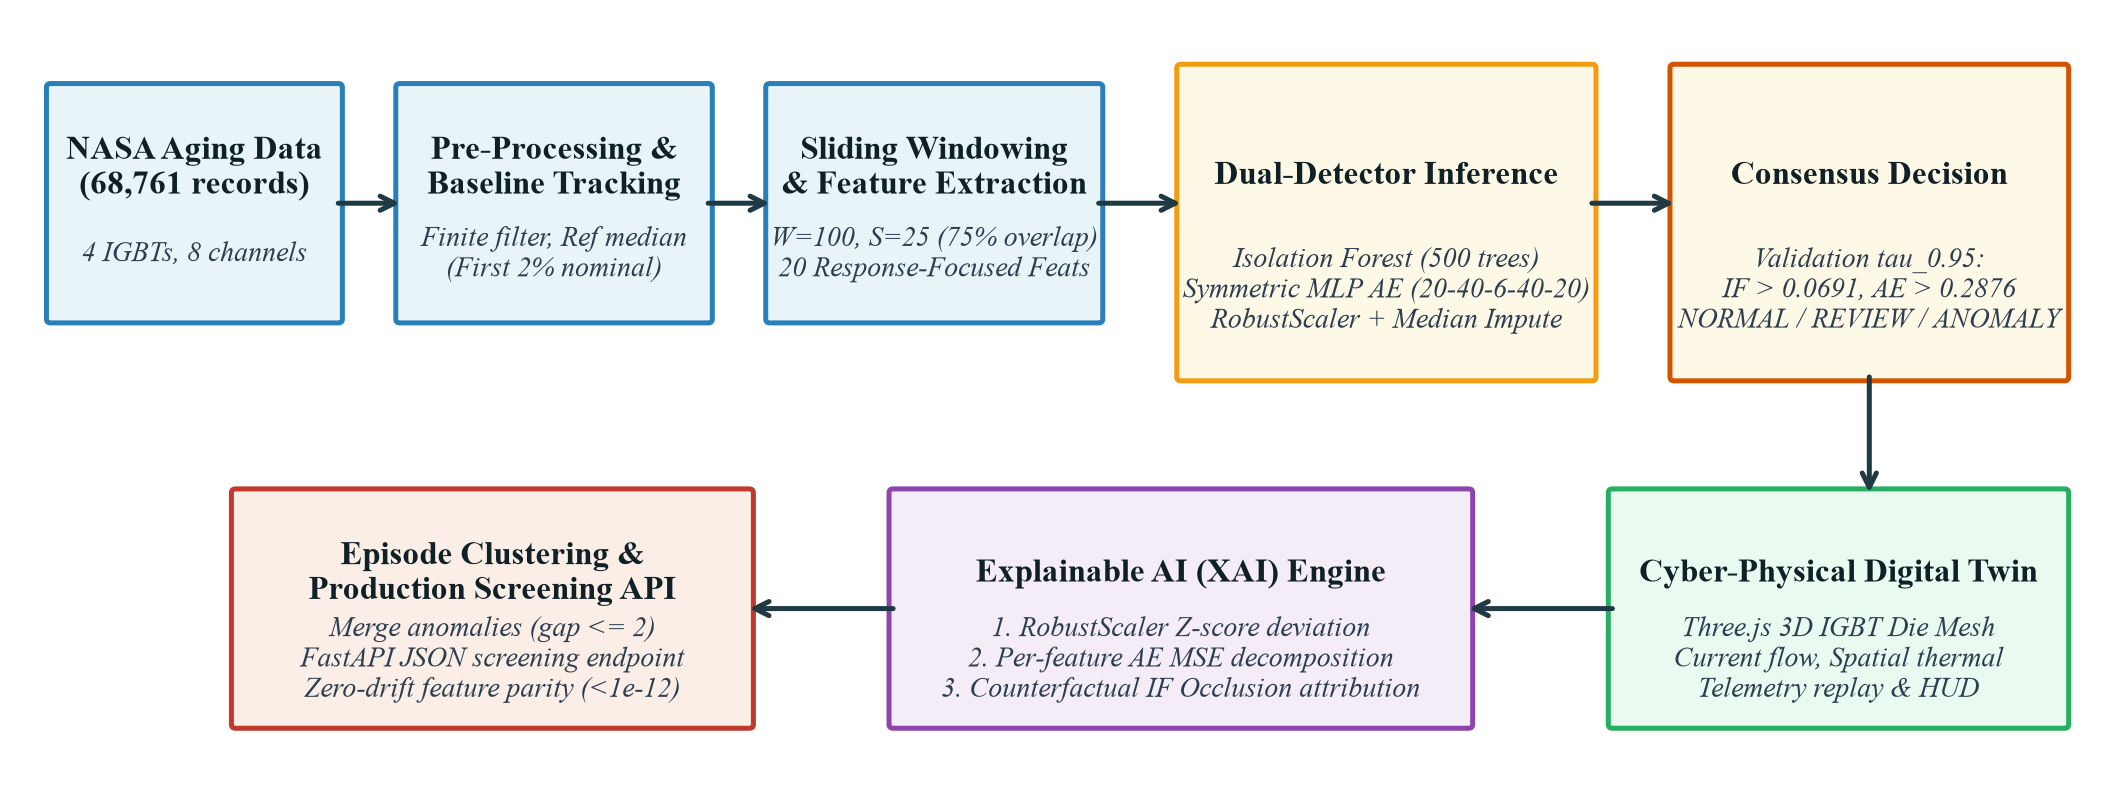 NASA Aging Data
(68,761 records)
4 IGBTs, 8 channels
Pre-Processing &
Baseline Tracking
Finite filter, Ref median
(First 2% nominal)
Sliding Windowing
& Feature Extraction
W=100, S=25 (75% overlap)
20 Response-Focused Feats
Dual-Detector Inference
Isolation Forest (500 trees)
Symmetric MLP AE (20-40-6-40-20)
RobustScaler + Median Impute
Consensus Decision
Validation tau_0.95:
IF > 0.0691, AE > 0.2876
NORMAL / REVIEW / ANOMALY
Cyber-Physical Digital Twin
Three.js 3D IGBT Die Mesh
Current flow, Spatial thermal
Telemetry replay & HUD
Explainable AI (XAI) Engine
1. RobustScaler Z-score deviation
2. Per-feature AE MSE decomposition
3. Counterfactual IF Occlusion attribution
Episode Clustering &
Production Screening API
Merge anomalies (gap <= 2)
FastAPI JSON screening endpoint
Zero-drift feature parity (<1e-12)